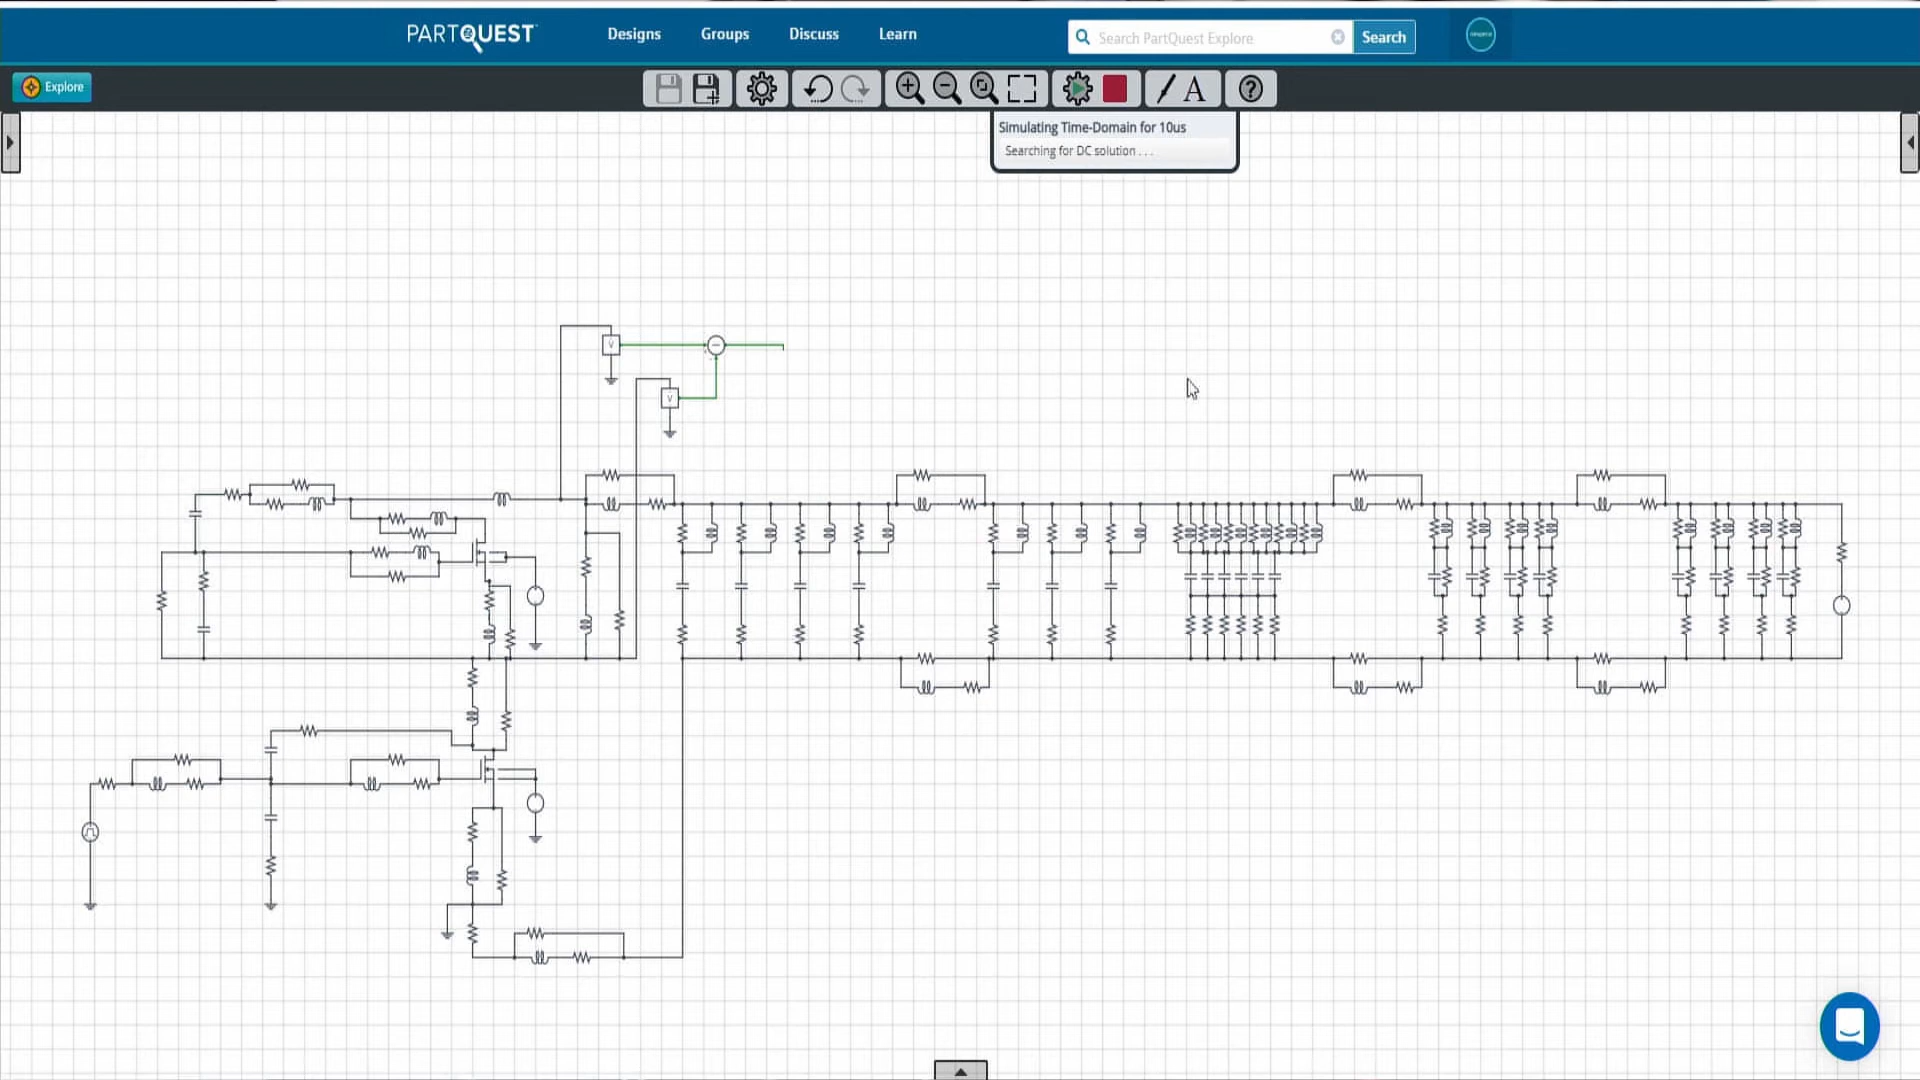 PARTQUEST
Designs
Groups
Discuss
Learn
Search PartQuest Explore
Search
Explore
A
?
Simulating Time-Domain for 10us
Searching for DC solution . . .
V
V